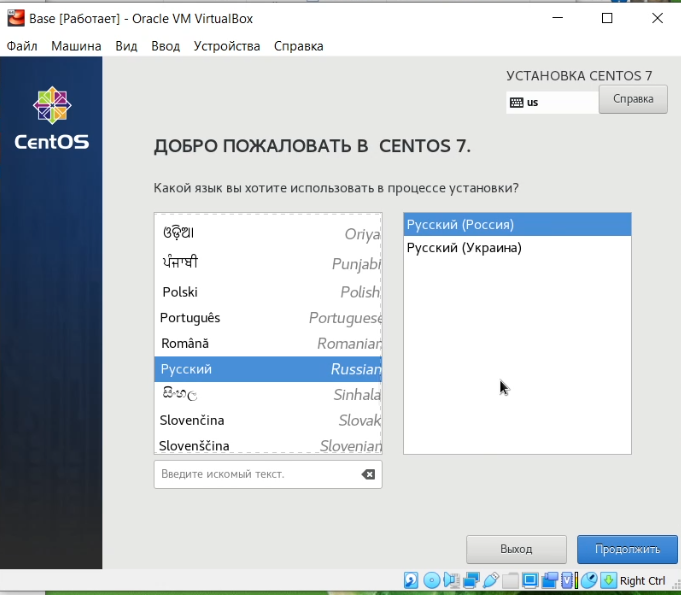 Base [Работает] - Oracle VM VirtualBox
Файл Машина Вид Ввод Устройства Справка
УСТАНОВКА CENTOS 7
us Справка
CentOS
ДОБРО ПОЖАЛОВАТЬ В CENTOS 7.
Какой язык вы хотите использовать в процессе установки?
ଓଡ଼ିଆ Oriya
ਪੰਜਾਬੀ Punjabi
Polski Polish
Português Portuguese
Română Romanian
Русский Russian
සිංහල Sinhala
Slovenčina Slovak
Slovenščina Slovenian
Русский (Россия)
Русский (Украина)
Введите искомый текст.
Выход Продолжить
Right Ctrl